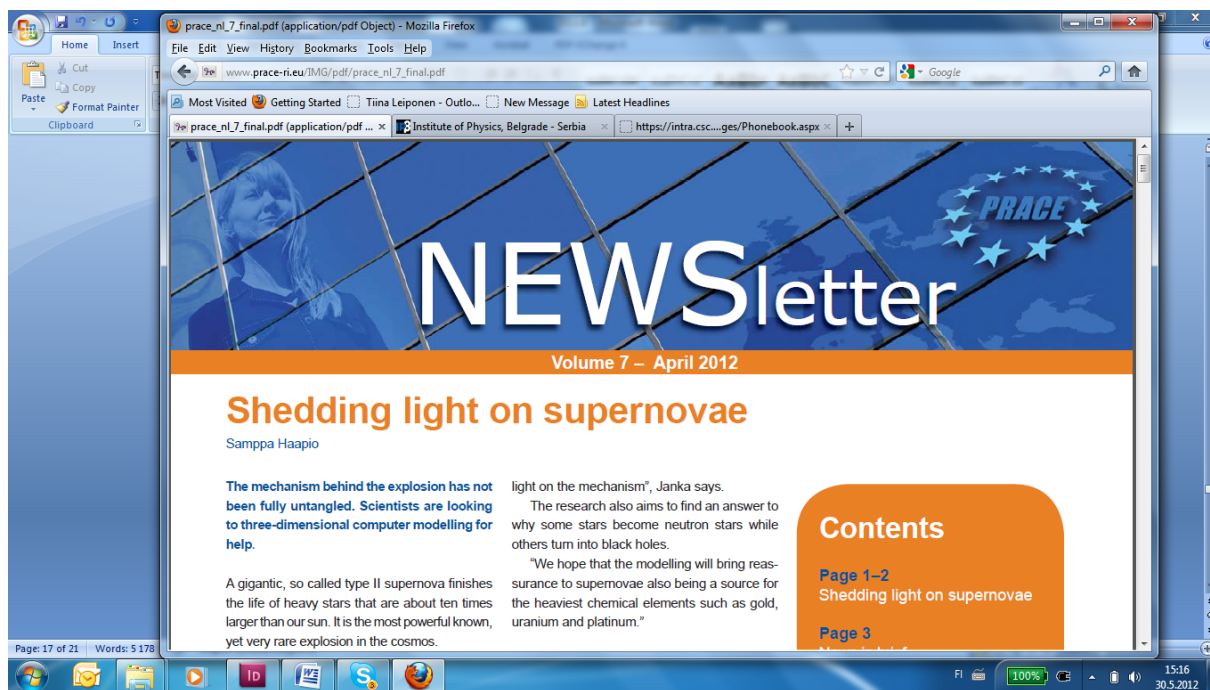 Home Insert
Cut
Copy
Paste
Format Painter
Clipboard
prace_nl_7_final.pdf (application/pdf Object) - Mozilla Firefox
File Edit View History Bookmarks Tools Help
www.prace-ri.eu/IMG/pdf/prace_nl_7_final.pdf
Google
Most Visited Getting Started Tiina Leiponen - Outlo... New Message Latest Headlines
prace_nl_7_final.pdf (application/pdf ... × Institute of Physics, Belgrade - Serbia × https://intra.csc....ges/Phonebook.aspx × +
PRACE
NEWSletter
Volume 7 – April 2012
Shedding light on supernovae
Samppa Haapio
The mechanism behind the explosion has not
been fully untangled. Scientists are looking
to three-dimensional computer modelling for
help.
A gigantic, so called type II supernova finishes
the life of heavy stars that are about ten times
larger than our sun. It is the most powerful known,
yet very rare explosion in the cosmos.
light on the mechanism”, Janka says.
The research also aims to find an answer to
why some stars become neutron stars while
others turn into black holes.
“We hope that the modelling will bring reas-
surance to supernovae also being a source for
the heaviest chemical elements such as gold,
uranium and platinum.”
Contents
Page 1–2
Shedding light on supernovae
Page 3
Page: 17 of 21 Words: 5 178
FI 100% 15:16
30.5.2012